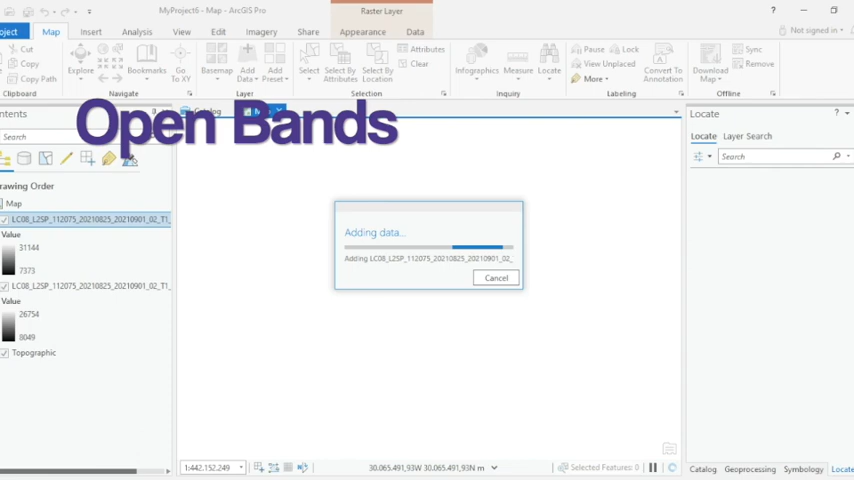 MyProject6 - Map - ArcGIS Pro
Raster Layer
?
Not signed in
Project
Map
Insert
Analysis
View
Edit
Imagery
Share
Appearance
Data
Cut
Copy
Copy Path
Clipboard
Explore
Bookmarks
Go To XY
Navigate
Basemap
Add Data
Add Preset
Layer
Select
Select By Attributes
Select By Location
Attributes
Clear
Selection
Infographics
Measure
Locate
Inquiry
Pause
Lock
View Unplaced
More
Labeling
Convert To Annotation
Download Map
Sync
Remove
Offline
Open Bands
ntents
Catalog
Search
rawing Order
Map
LC08_L2SP_112075_20210825_20210901_02_T1_
Value
31144
7373
LC08_L2SP_112075_20210825_20210901_02_T1_
Value
26754
8049
Topographic
Adding data...
Adding LC08_L2SP_112075_20210825_20210901_02_
Cancel
Locate
?
Locate
Layer Search
Search
1:442.152.249
30.065.491,93W 30.065.491,93N m
Selected Features: 0
Catalog
Geoprocessing
Symbology
Locate